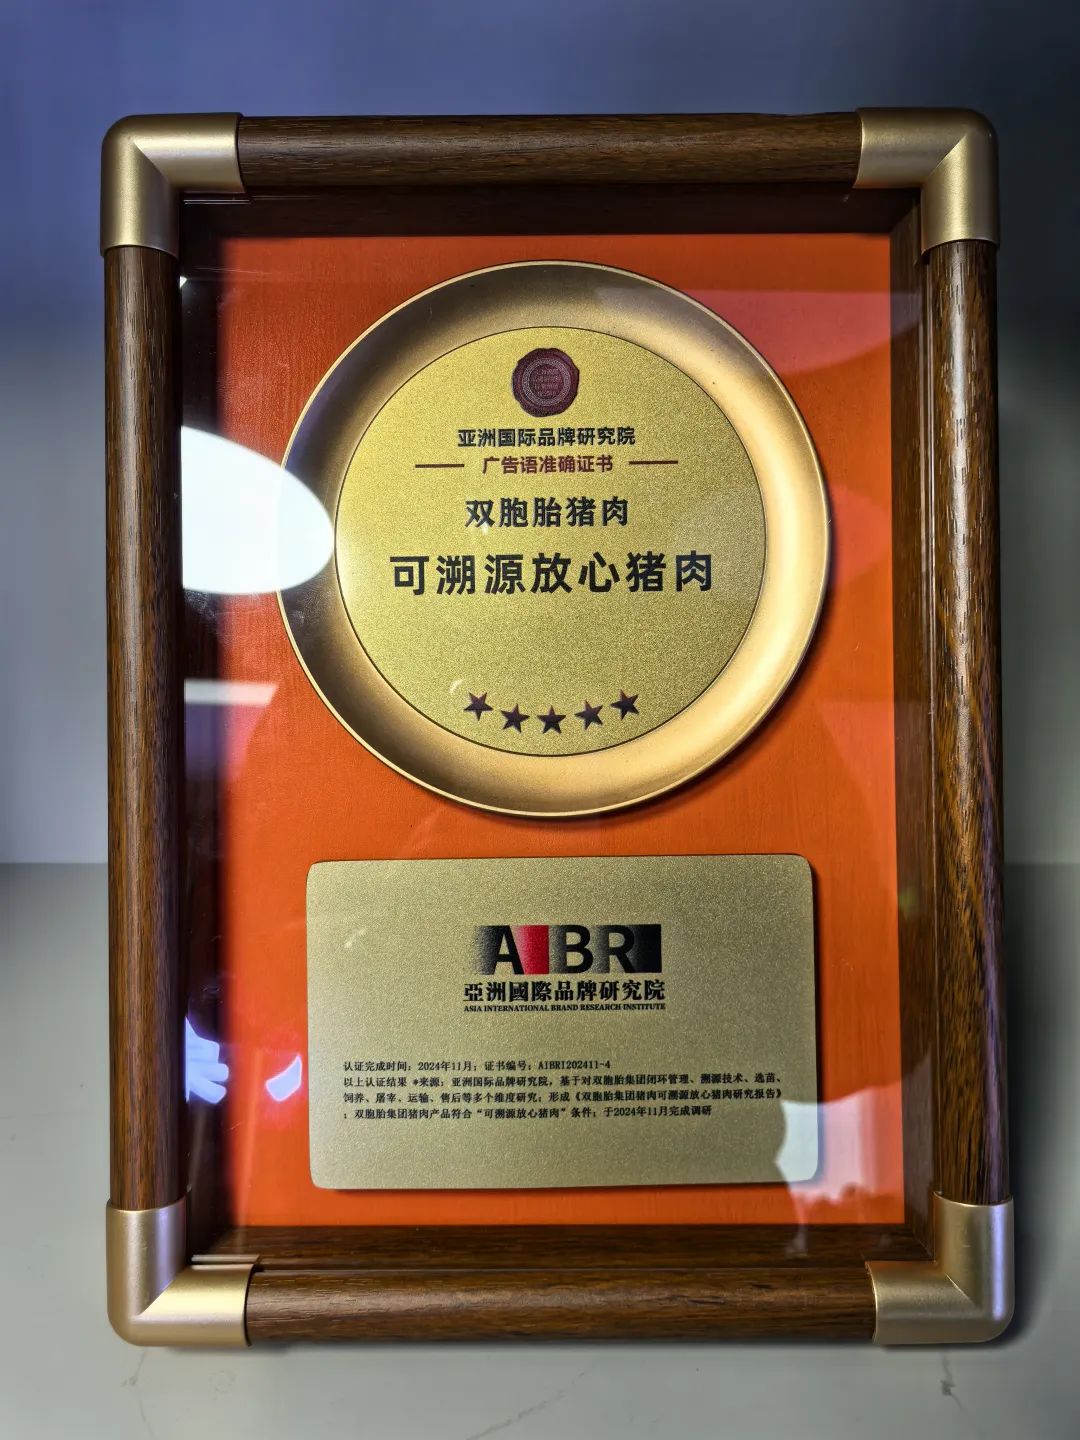 亚洲国际品牌研究院
广告语准确证书
双胞胎猪肉
可溯源放心猪肉
AIBRI
亞洲國際品牌研究院
ASIA INTERNATIONAL BRAND RESEARCH INSTITUTE
认证完成时间：2024年11月；证书编号：AIBRI202411-4
以上认证结果 *来源：亚洲国际品牌研究院，基于对双胞胎集团闭环管理、溯源技术、选苗、
饲养、屠宰、运输、售后等多个维度研究；形成《双胞胎集团猪肉可溯源放心猪肉研究报告》
；双胞胎集团猪肉产品符合“可溯源放心猪肉”条件；于2024年11月完成调研